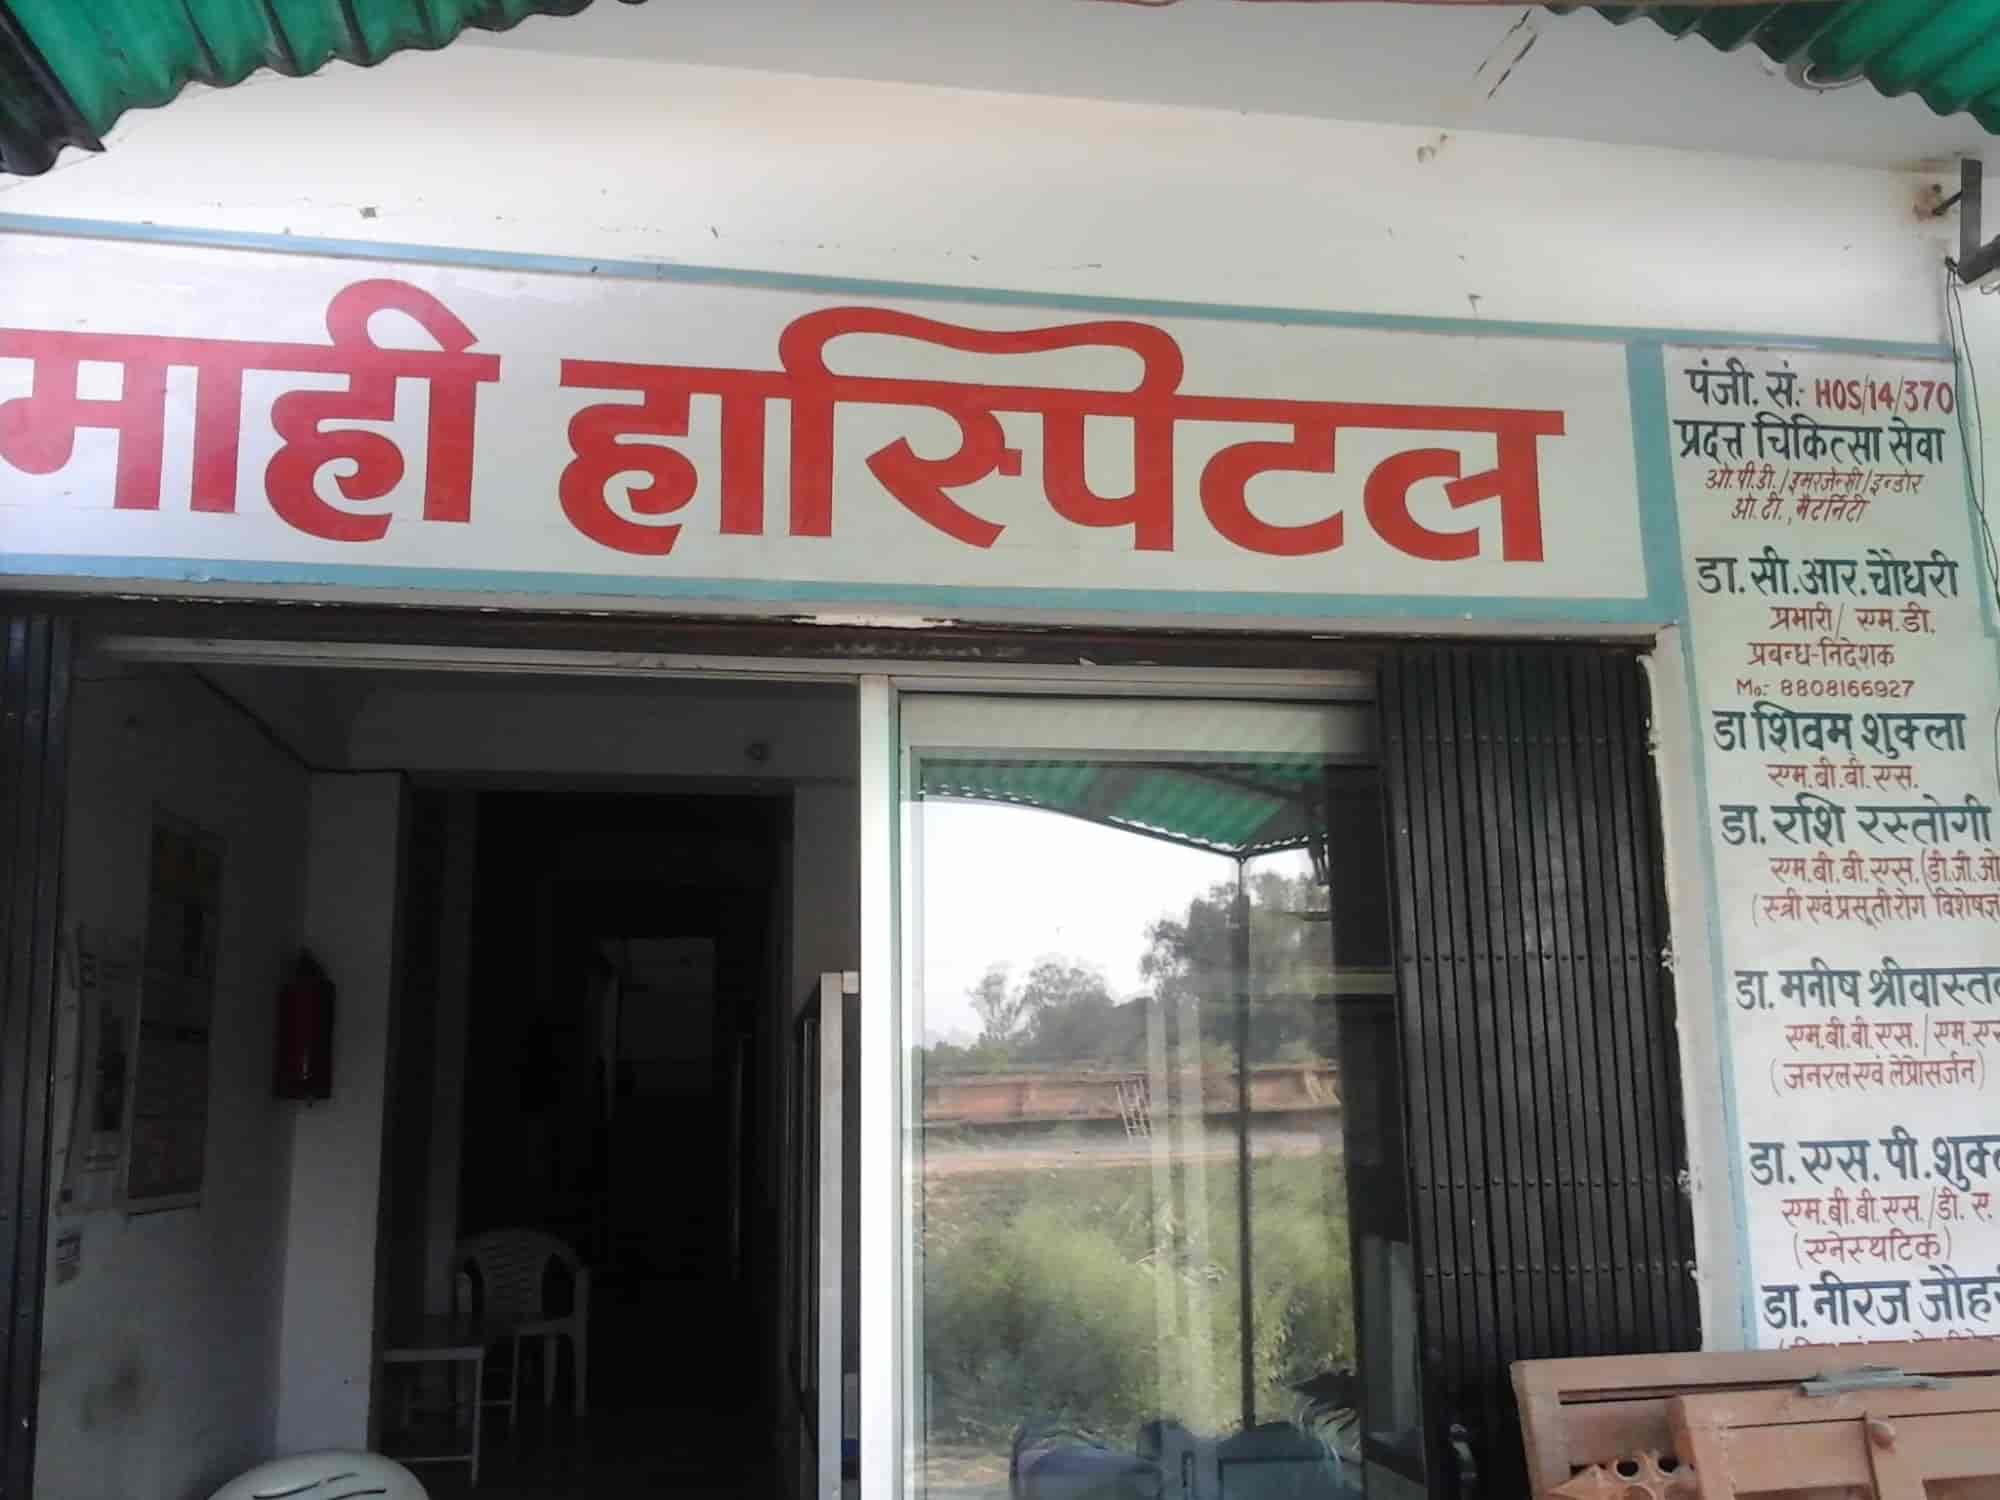 माही हास्पिटल
पंजी. सं.: HOS/14/370
प्रदत्त चिकित्सा सेवा
ओ.पी.डी./इमरजेन्सी/इन्डोर
ओ.टी., मैटर्निटी
डा.सी.आर.चौधरी
प्रभारी/ एम.डी.
प्रबन्ध-निदेशक
Mo:- 8808166927
डा शिवम शुक्ला
एम.बी.बी.एस.
डा. रशि रस्तोगी
एम.बी.बी.एस.(डी.जी.ओ
(स्त्री एवं प्रसूती रोग विशेषज्ञ
डा. मनीष श्रीवास्तव
एम.बी.बी.एस./एम.एस
(जनरल एवं लेप्रोसर्जन)
डा. एस. पी. शुक्ल
एम.बी.बी.एस./डी. ए.
(एनेस्थटिक)
डा. नीरज जौहर